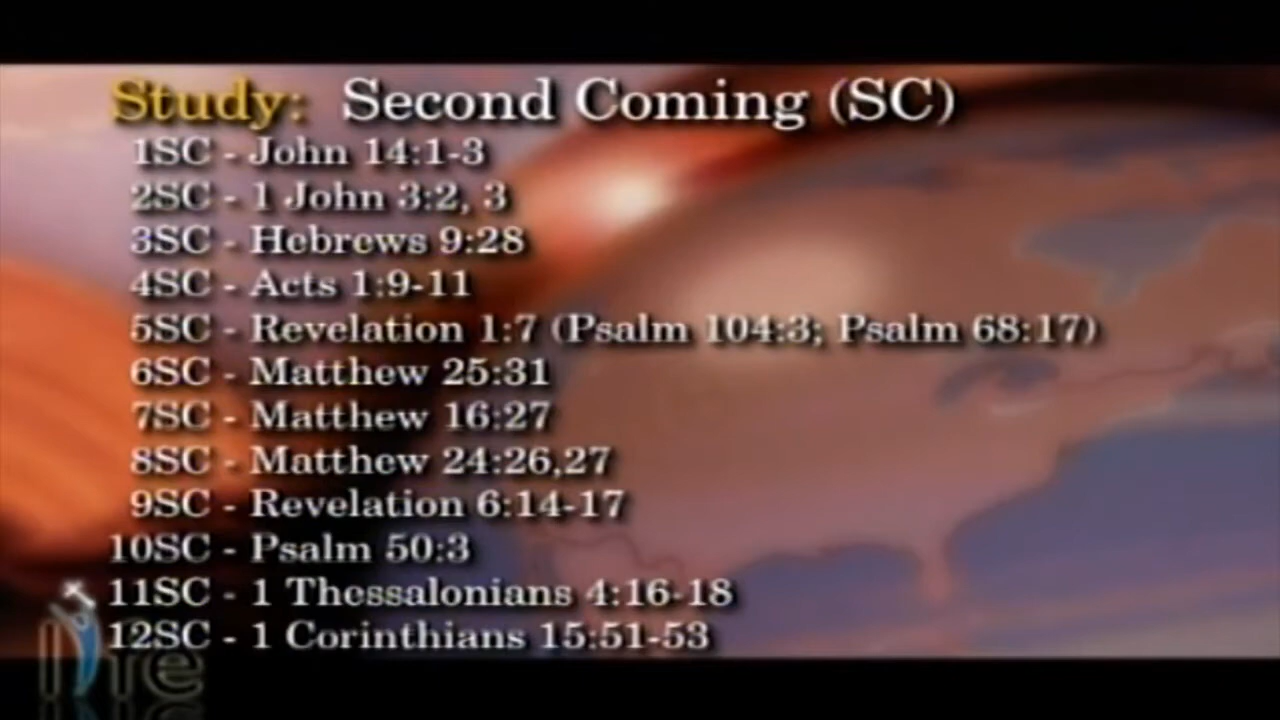 Study: Second Coming (SC)
1SC - John 14:1-3
2SC - 1 John 3:2, 3
3SC - Hebrews 9:28
4SC - Acts 1:9-11
5SC - Revelation 1:7 (Psalm 104:3; Psalm 68:17)
6SC - Matthew 25:31
7SC - Matthew 16:27
8SC - Matthew 24:26,27
9SC - Revelation 6:14-17
10SC - Psalm 50:3
11SC - 1 Thessalonians 4:16-18
12SC - 1 Corinthians 15:51-53